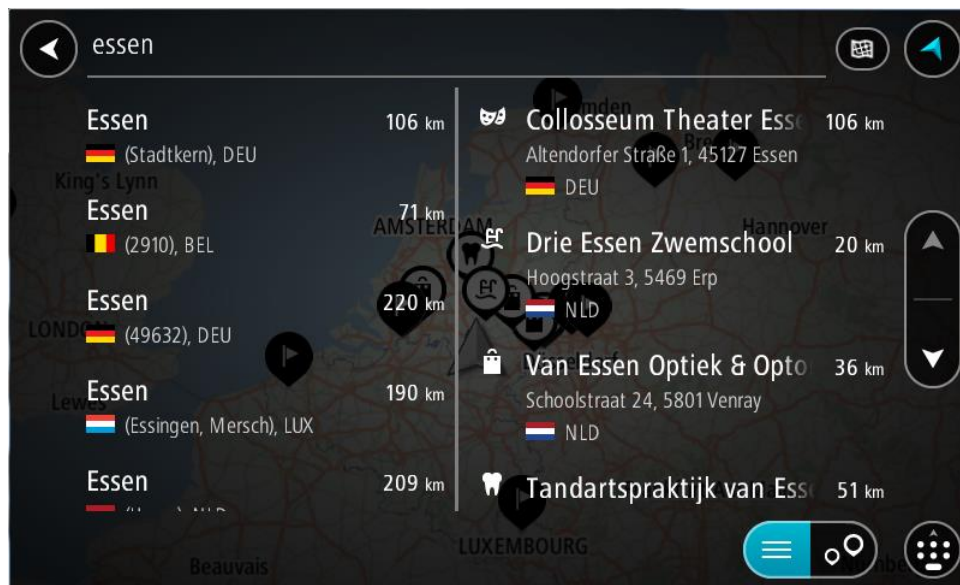 essen
Essen 106 km
(Stadtkern), DEU
Essen 71 km
(2910), BEL
Essen 220 km
(49632), DEU
Essen 190 km
(Essingen, Mersch), LUX
Essen 209 km
Collosseum Theater Ess 106 km
Altendorfer Straße 1, 45127 Essen
DEU
Drie Essen Zwemschool 20 km
Hoogstraat 3, 5469 Erp
NLD
Van Essen Optiek & Opto 36 km
Schoolstraat 24, 5801 Venray
NLD
Tandartspraktijk van Ess 51 km
King's Lynn
AMSTERDAM
Hannover
LONDON
Lewes
LUXEMBOURG
Beauvais